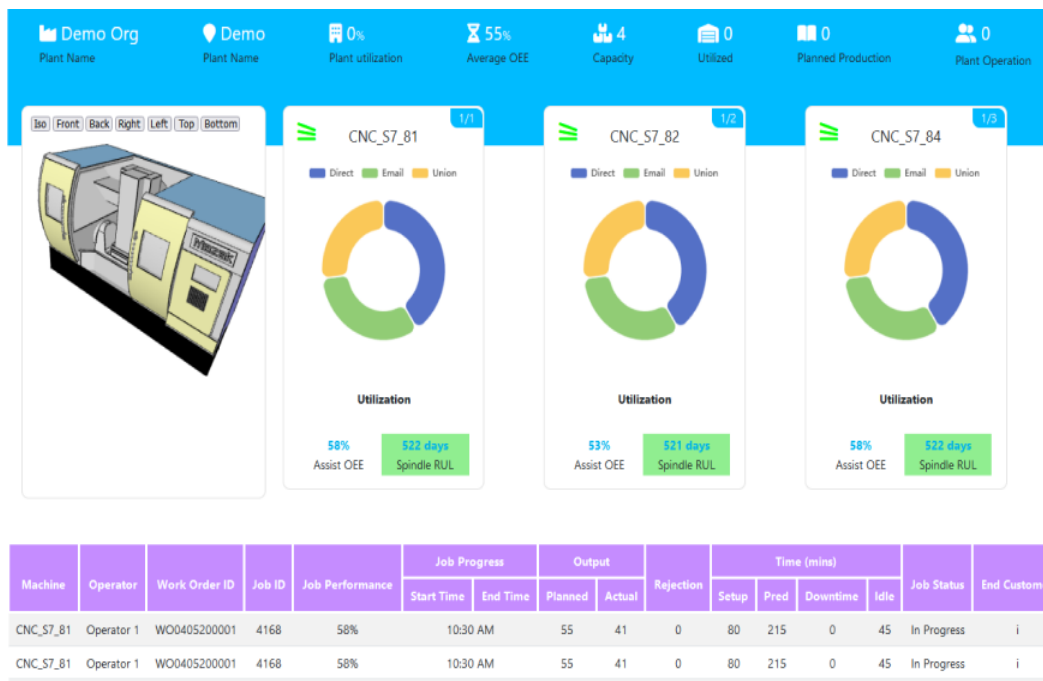 Demo Org Demo 0% 55% 4 0 0 0
Plant Name Plant Name Plant utilization Average OEE Capacity Utilized Planned Production Plant Operation
Iso Front Back Right Left Top Bottom
Mazak
1/1
CNC_S7_81
Direct Email Union
Utilization
58% 522 days
Assist OEE Spindle RUL
1/2
CNC_S7_82
Direct Email Union
Utilization
53% 521 days
Assist OEE Spindle RUL
1/3
CNC_S7_84
Direct Email Union
Utilization
58% 522 days
Assist OEE Spindle RUL
Job Progress Output Time (mins)
Machine Operator Work Order ID Job ID Job Performance Rejection Job Status End Custom
Start Time End Time Planned Actual Setup Pred Downtime Idle
CNC_S7_81 Operator 1 WO0405200001 4168 58% 10:30 AM 55 41 0 80 215 0 45 In Progress i
CNC_S7_81 Operator 1 WO0405200001 4168 58% 10:30 AM 55 41 0 80 215 0 45 In Progress i